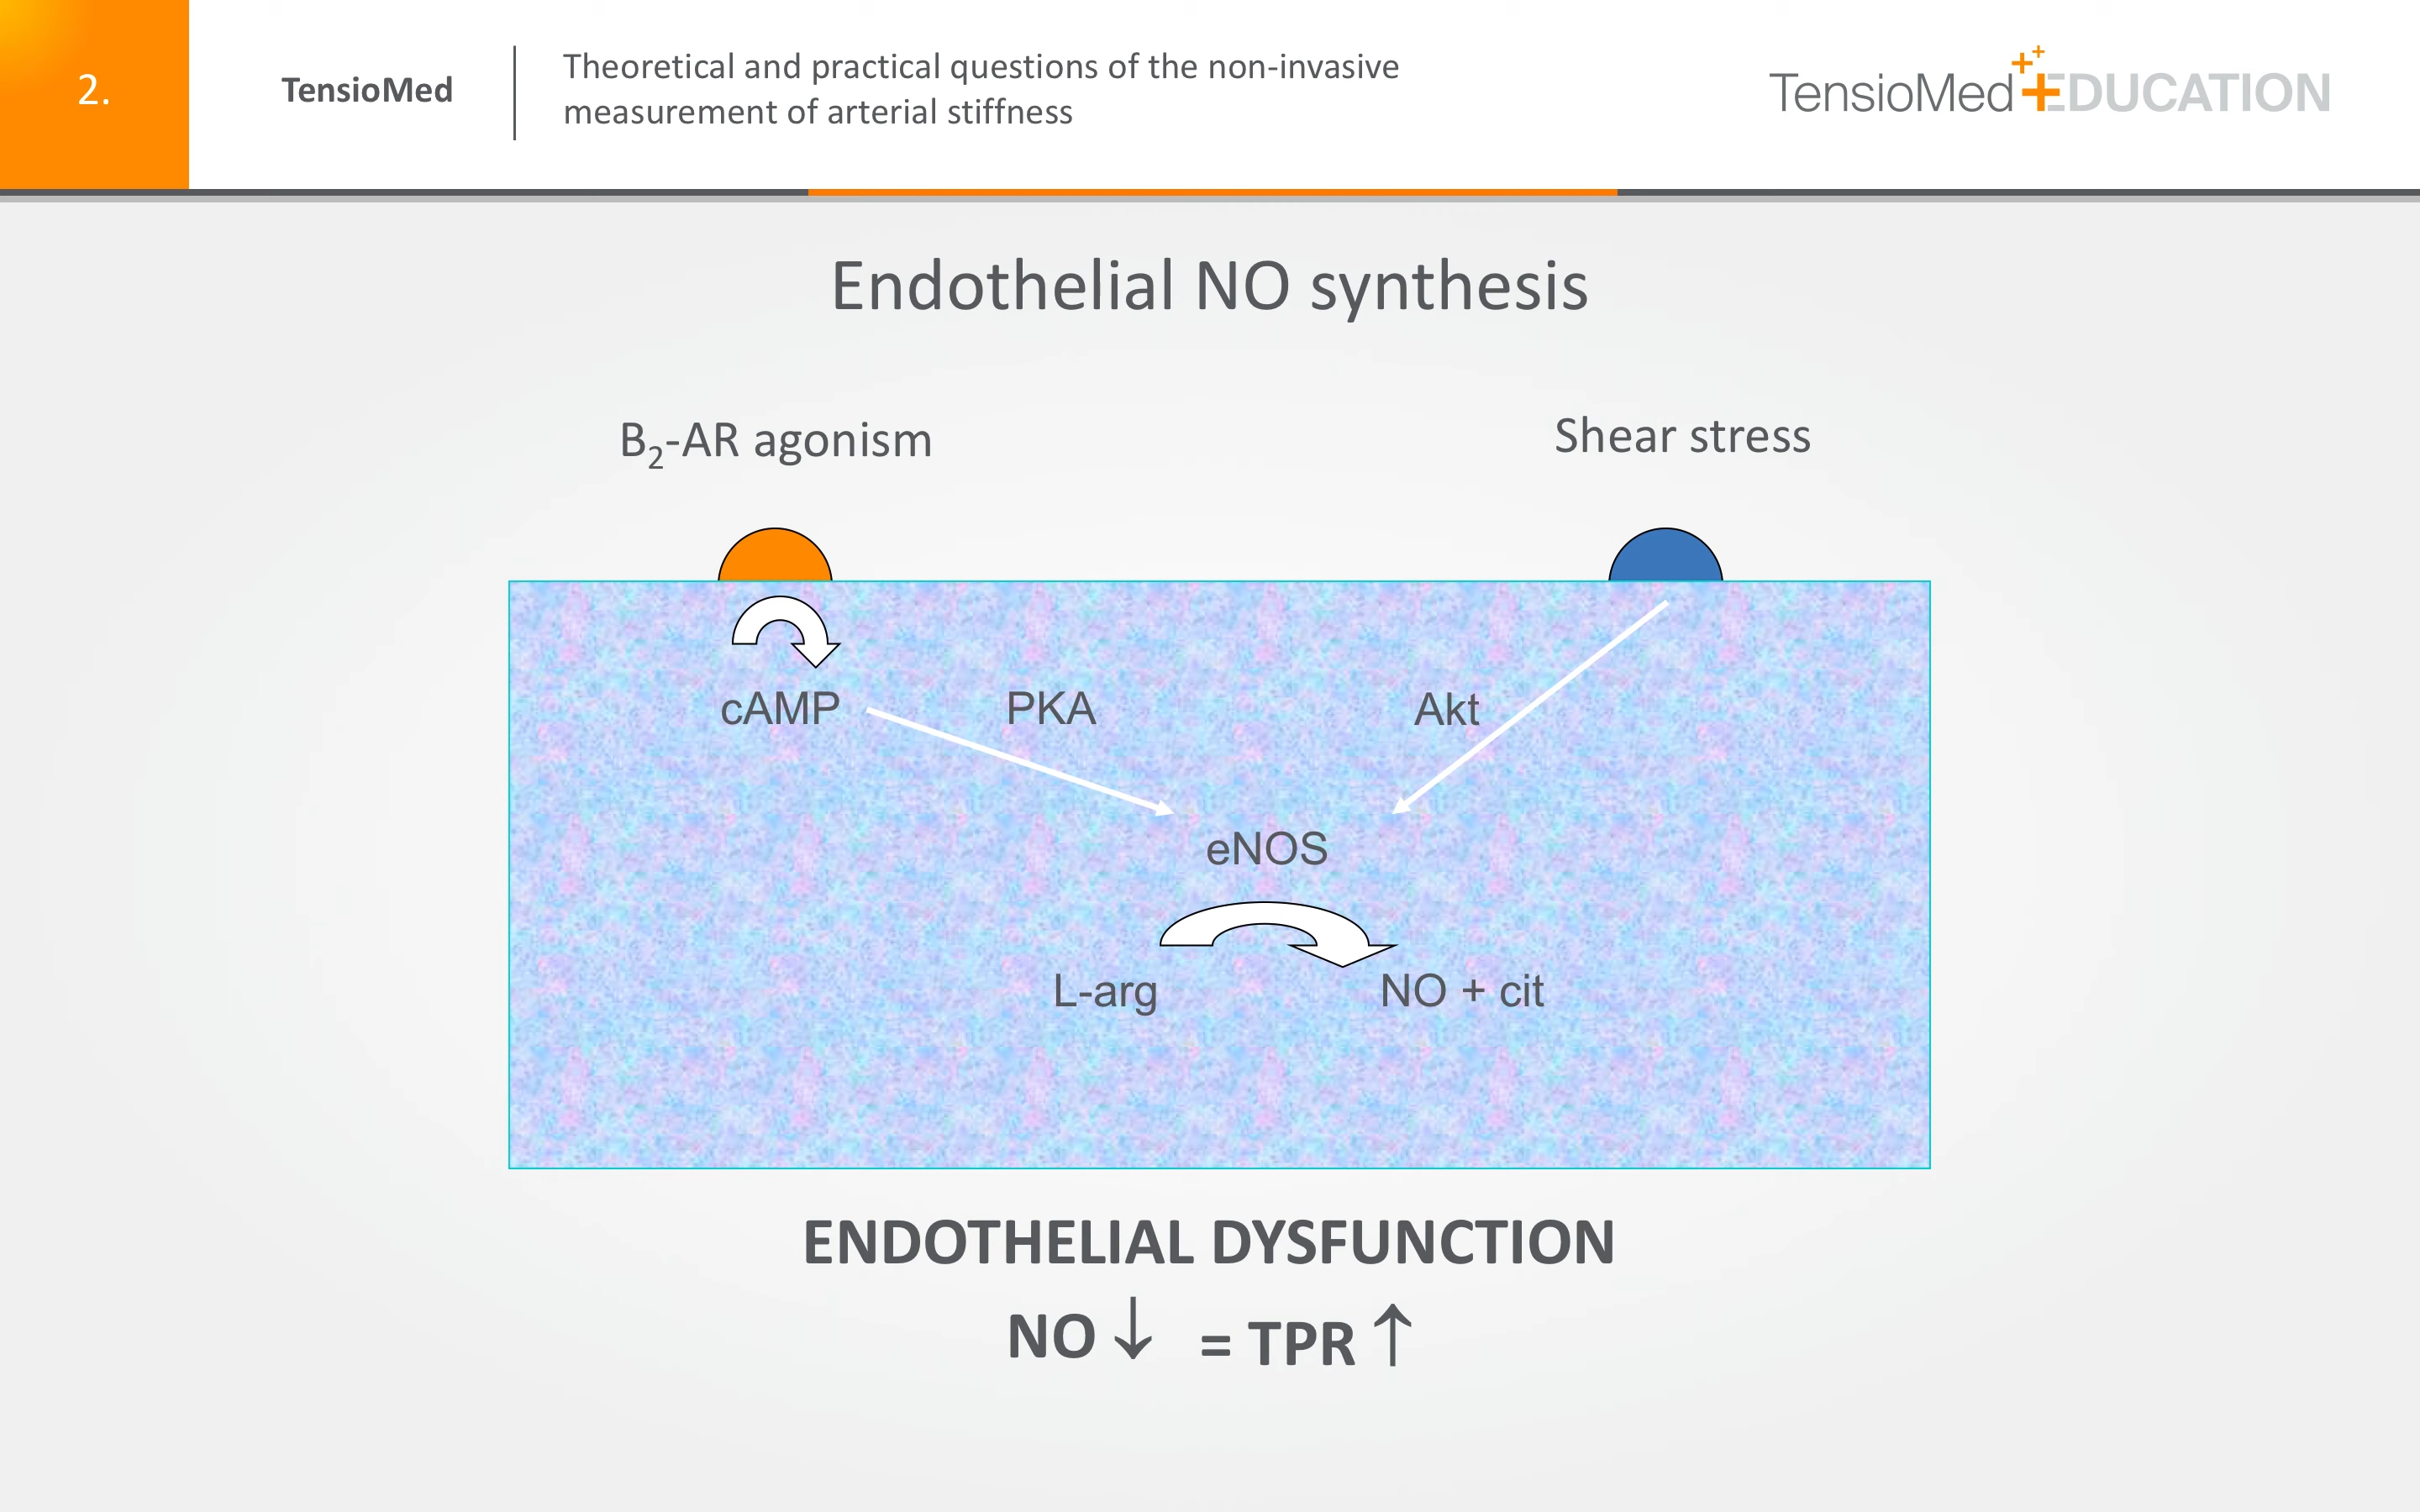 2.
TensioMed
Theoretical and practical questions of the non-invasive
measurement of arterial stiffness
TensioMed EDUCATION
Endothelial NO synthesis
B₂-AR agonism
Shear stress
cAMP
PKA
Akt
eNOS
L-arg
NO + cit
ENDOTHELIAL DYSFUNCTION
NO ↓ = TPR ↑